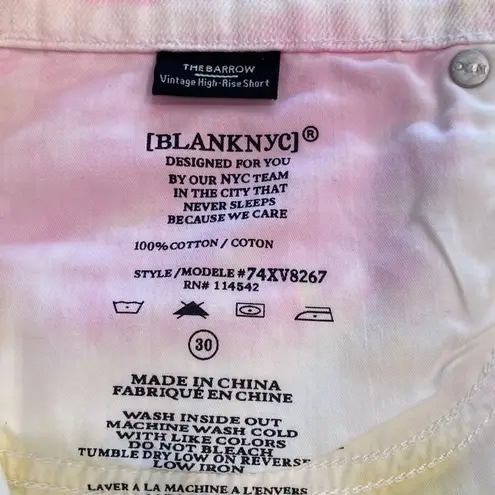 THE BARROW
Vintage High-Rise Short
[BLANKNYC]®
DESIGNED FOR YOU
BY OUR NYC TEAM
IN THE CITY THAT
NEVER SLEEPS
BECAUSE WE CARE
100% COTTON / COTON
STYLE/MODELE #74XV8267
RN# 114542
30
MADE IN CHINA
FABRIQUÉ EN CHINE
WASH INSIDE OUT
MACHINE WASH COLD
WITH LIKE COLORS
DO NOT BLEACH
TUMBLE DRY LOW ON REVERSE
LOW IRON
LAVER A LA MACHINE A L'ENVERS